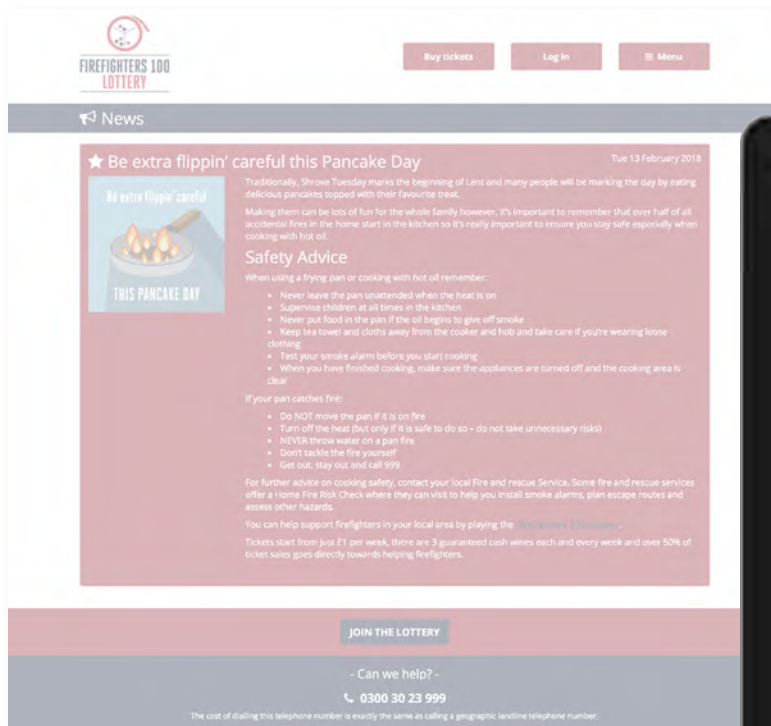 FIREFIGHTERS 100
LOTTERY
Buy tickets
Log in
Menu
News
Be extra flippin' careful this Pancake Day
Tue 13 February 2018
Be extra flippin' careful
THIS PANCAKE DAY
Traditionally, Shrove Tuesday marks the beginning of Lent and many people will be marking the day by eating
delicious pancakes topped with their favourite treat.
Making them can be lots of fun for the whole family however, it's important to remember that over half of all
accidental fires in the home start in the kitchen so it's really important to ensure you stay safe especially when
cooking with hot oil.
Safety Advice
When using a frying pan or cooking with hot oil remember:
• Never leave the pan unattended when the heat is on
• Supervise children at all times in the kitchen
• Never put food in the pan if the oil begins to give off smoke
• Keep tea towel and cloths away from the cooker and hob and take care if you're wearing loose
clothing
• Test your smoke alarm before you start cooking
• When you have finished cooking, make sure the appliances are turned off and the cooking area is
clear
If your pan catches fire:
• Do NOT move the pan if it is on fire
• Turn off the heat (but only if it is safe to do so – do not take unnecessary risks)
• NEVER throw water on a pan fire
• Don't tackle the fire yourself
• Get out, stay out and call 999
For further advice on cooking safety, contact your local Fire and rescue Service. Some fire and rescue services
offer a Home Fire Risk Check where they can visit to help you install smoke alarms, plan escape routes and
assess other hazards.
You can help support firefighters in your local area by playing the
Tickets start from just £1 per week, there are 3 guaranteed cash wines each and every week and over 50% of
ticket sales goes directly towards helping firefighters.
JOIN THE LOTTERY
- Can we help? -
0300 30 23 999
The cost of dialling this telephone number is exactly the same as calling a geographic landline telephone number.